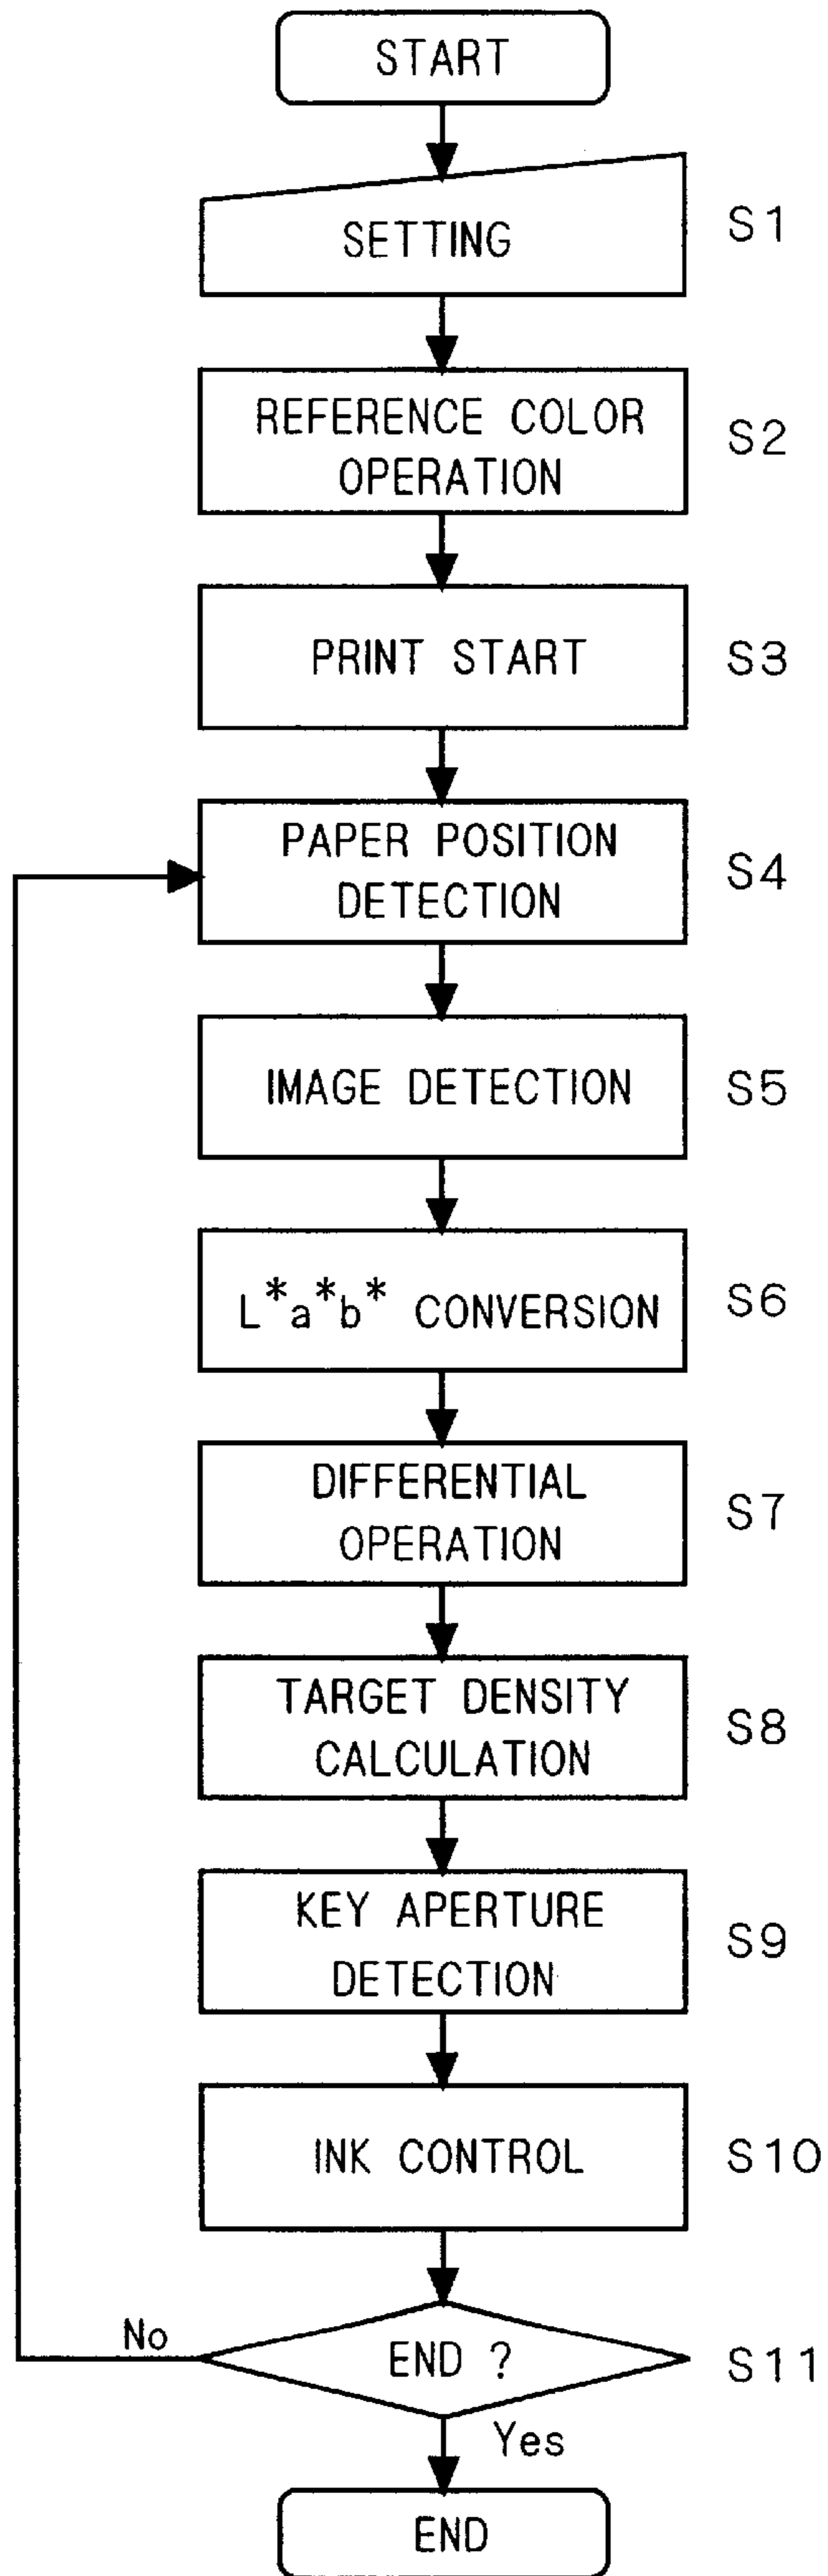 START
SETTING
S1
REFERENCE COLOR
OPERATION
S2
PRINT START
S3
PAPER POSITION
DETECTION
S4
IMAGE DETECTION
S5
L*a*b* CONVERSION
S6
DIFFERENTIAL
OPERATION
S7
TARGET DENSITY
CALCULATION
S8
KEY APERTURE
DETECTION
S9
INK CONTROL
S10
No
END ?
S11
Yes
END